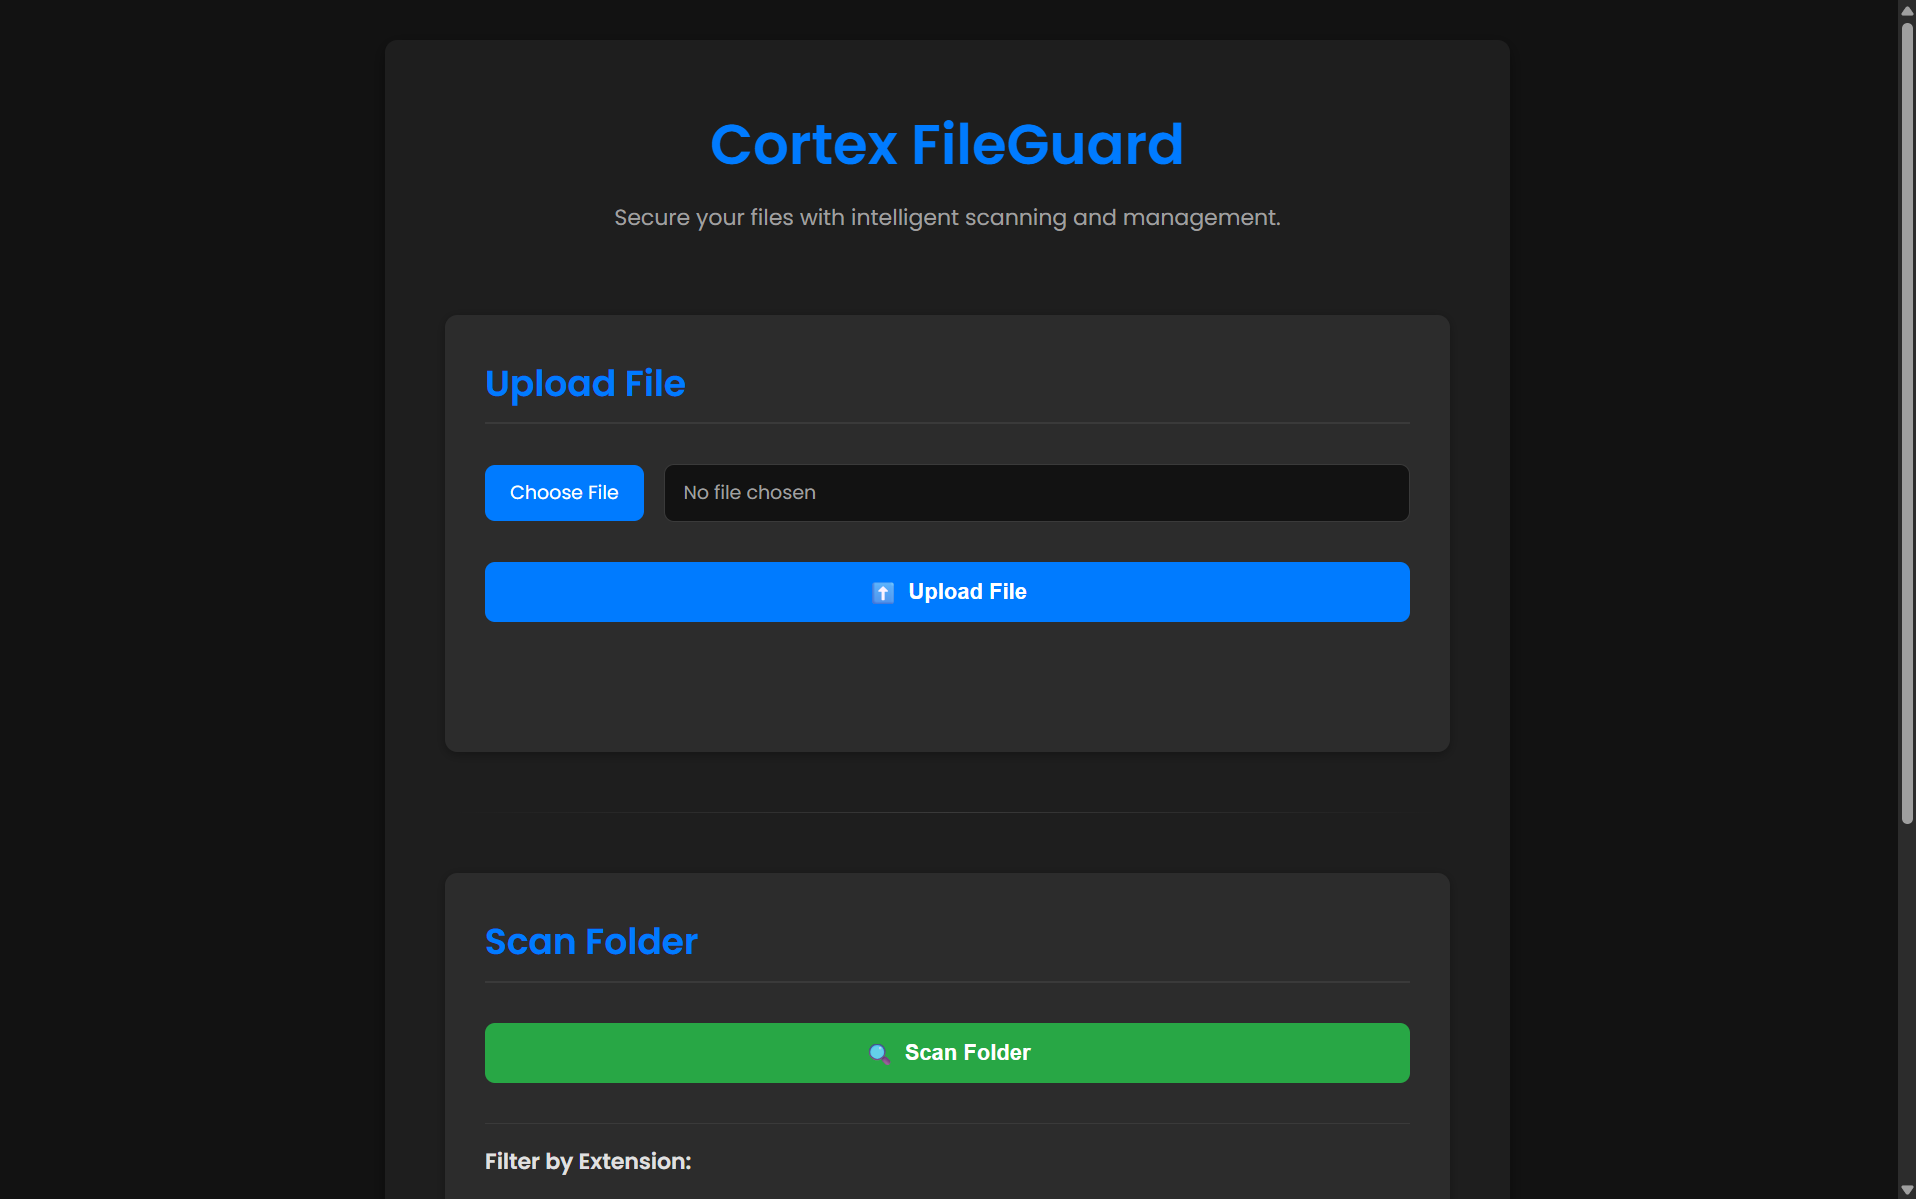 Cortex FileGuard
Secure your files with intelligent scanning and management.
Upload File
Choose File
No file chosen
Upload File
Scan Folder
Scan Folder
Filter by Extension: